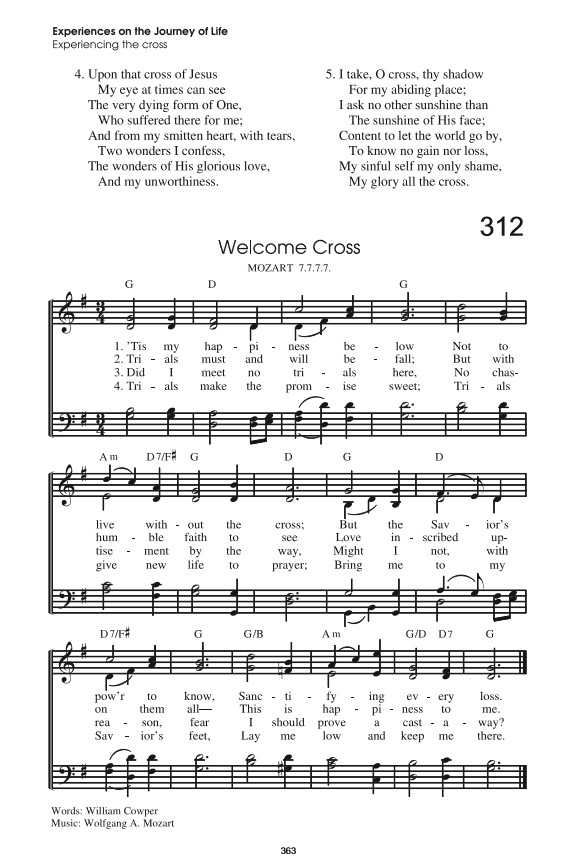 Experiences on the Journey of Life
Experiencing the cross
4. Upon that cross of Jesus
My eye at times can see
The very dying form of One,
Who suffered there for me;
And from my smitten heart, with tears,
Two wonders I confess,
The wonders of His glorious love,
And my unworthiness.
5. I take, O cross, thy shadow
For my abiding place;
I ask no other sunshine than
The sunshine of His face;
Content to let the world go by,
To know no gain nor loss,
My sinful self my only shame,
My glory all the cross.
312
Welcome Cross
MOZART 7.7.7.7.
G D G
3 4
1. 'Tis my hap - pi - ness be - low Not to
2. Tri - als must and will be - fall; But with
3. Did I meet no tri - als here, No chas-
4. Tri - als make the prom - ise sweet; Tri - als
3 4
A m D7/F♯ G D G D
live with - out the cross; But the Sav - ior's
hum - ble faith to see Love in - scribed up-
tise - ment by the way, Might I not, with
give new life to prayer; Bring me to my
D7/F♯ G G/B A m G/D D7 G
pow'r to know, Sanc - ti - fy - ing ev - ery loss.
on them all— This is hap - pi - ness to me.
rea - son, fear I should prove a cast - a - way?
Sav - ior's feet, Lay me low and keep me there.
Words: William Cowper
Music: Wolfgang A. Mozart
363